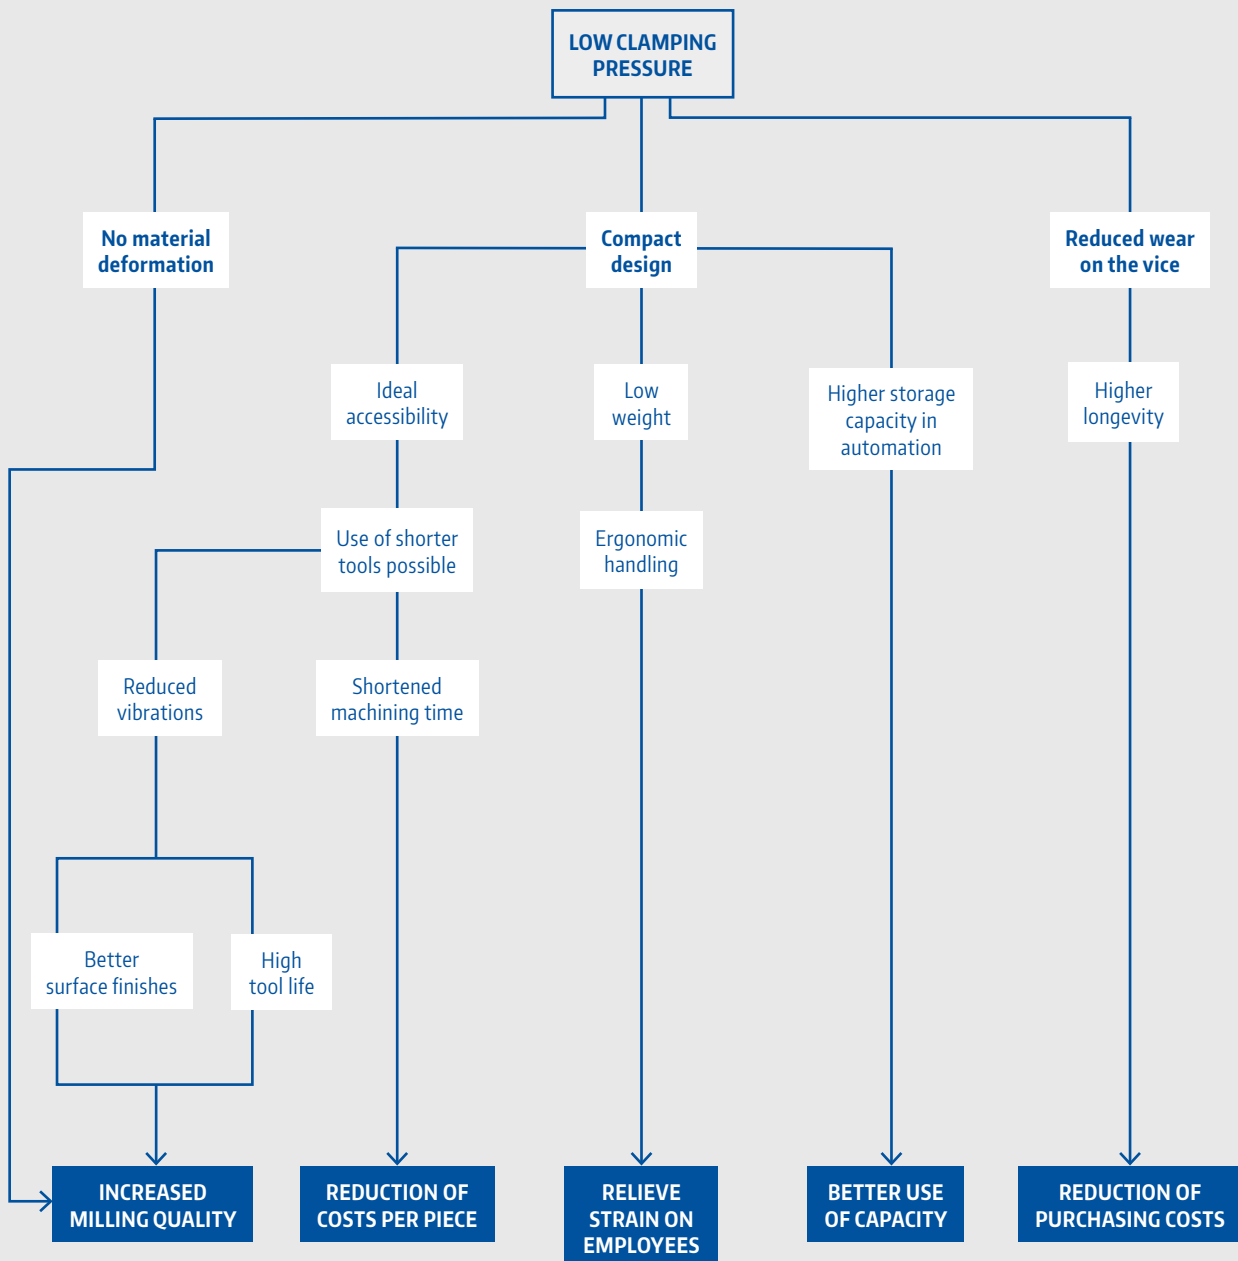 LOW CLAMPING
PRESSURE
No material
deformation
Compact
design
Reduced wear
on the vice
Ideal
accessibility
Low
weight
Higher storage
capacity in
automation
Higher
longevity
Use of shorter
tools possible
Ergonomic
handling
Reduced
vibrations
Shortened
machining time
Better
surface finishes
High
tool life
INCREASED
MILLING QUALITY
REDUCTION OF
COSTS PER PIECE
RELIEVE
STRAIN ON
EMPLOYEES
BETTER USE
OF CAPACITY
REDUCTION OF
PURCHASING COSTS